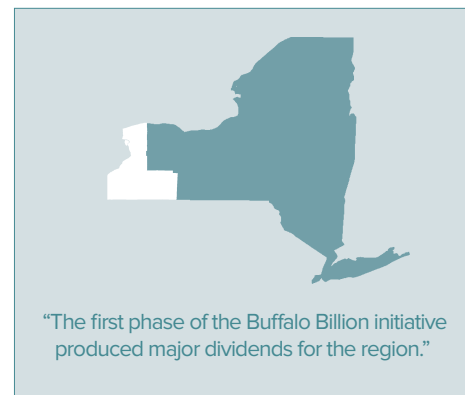 “The first phase of the Buffalo Billion initiative
produced major dividends for the region.”